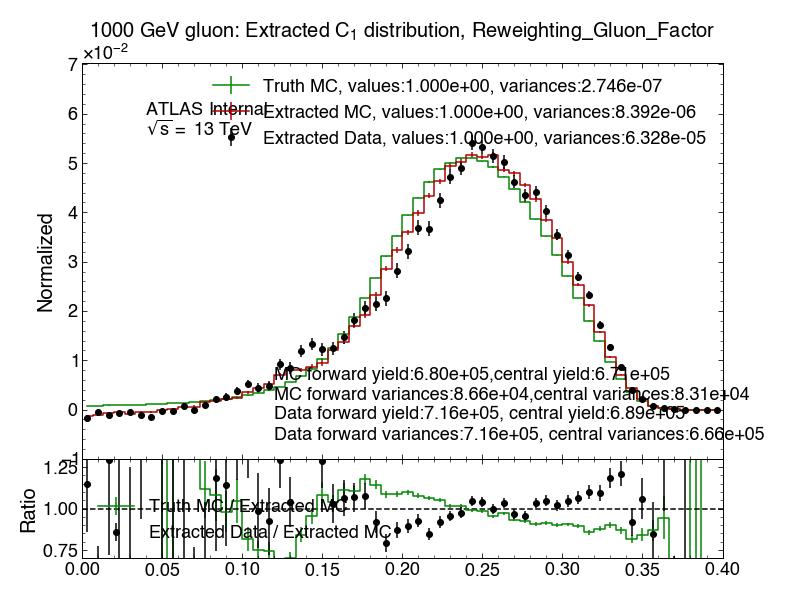 1000 GeV gluon: Extracted C1 distribution, Reweighting_Gluon_Factor
×10−2
7
Truth MC, values:1.000e+00, variances:2.746e-07
ATLAS Internal
Extracted MC, values:1.000e+00, variances:8.392e-06
√s = 13 TeV
Extracted Data, values:1.000e+00, variances:6.328e-05
6
5
4
3
2
1
0
−1
Normalized
MC forward yield:6.80e+05,central yield:6.71e+05
MC forward variances:8.66e+04,central variances:8.31e+04
Data forward yield:7.16e+05, central yield:6.89e+05
Data forward variances:7.16e+05, central variances:6.66e+05
1.25
1.00
0.75
Ratio
Truth MC / Extracted MC
Extracted Data / Extracted MC
0.00 0.05 0.10 0.15 0.20 0.25 0.30 0.35 0.40